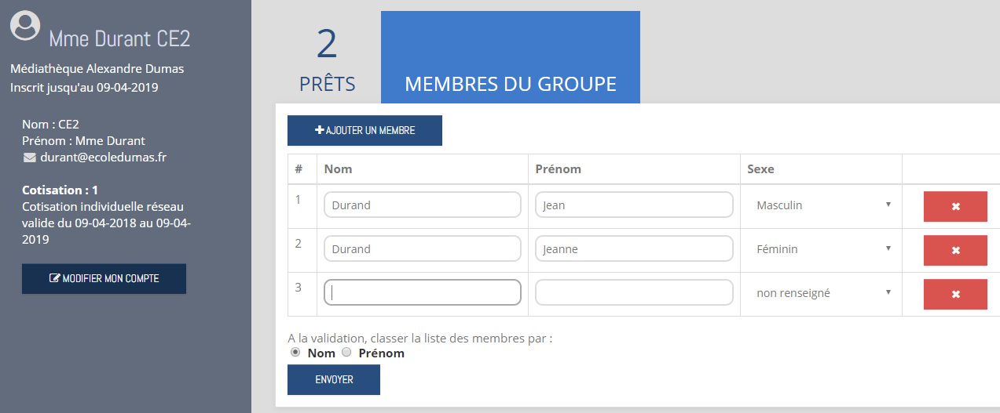 Mme Durant CE2
Médiathèque Alexandre Dumas
Inscrit jusqu'au 09-04-2019
Nom : CE2
Prénom : Mme Durant
durant@ecoledumas.fr
Cotisation : 1
Cotisation individuelle réseau
valide du 09-04-2018 au 09-04-
2019
MODIFIER MON COMPTE
2
PRÊTS
MEMBRES DU GROUPE
AJOUTER UN MEMBRE
# Nom Prénom Sexe
1 Durand Jean Masculin
2 Durand Jeanne Féminin
3 non renseigné
A la validation, classer la liste des membres par :
Nom Prénom
ENVOYER